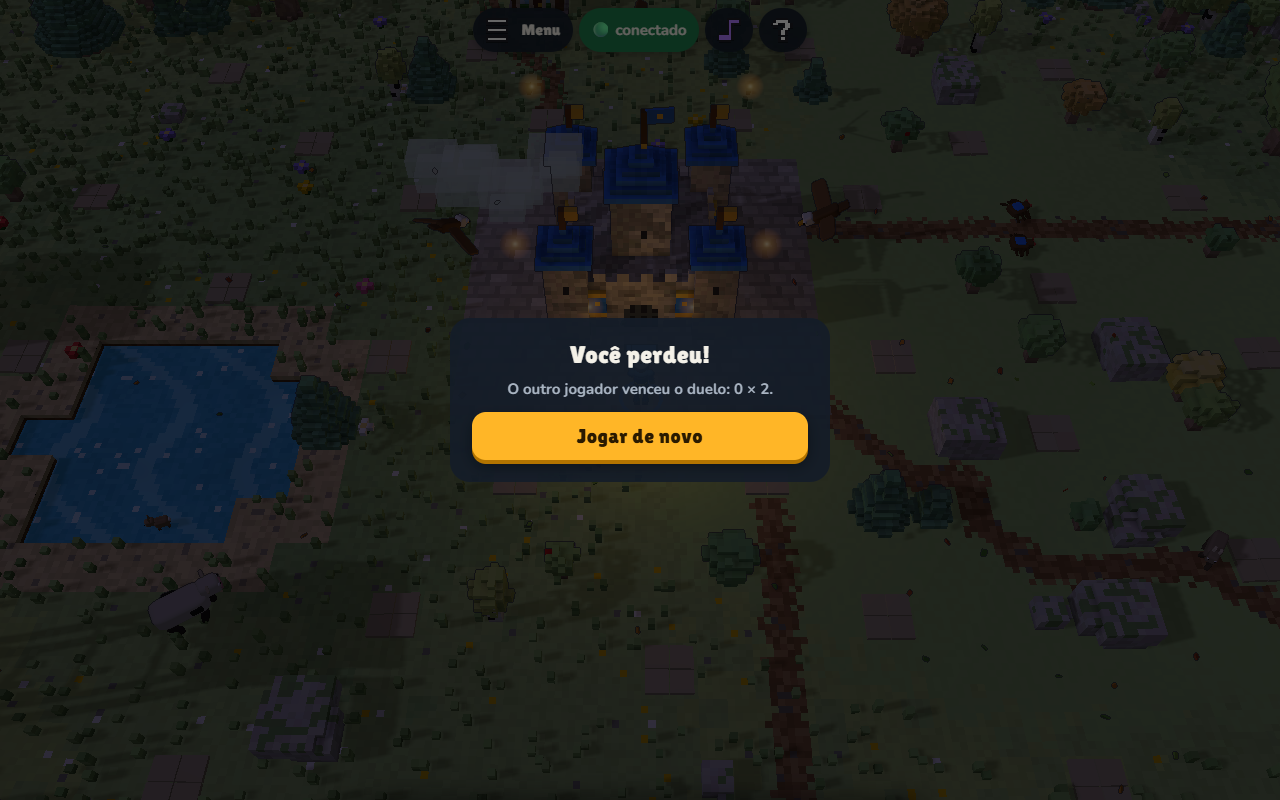 Menu
conectado
?
Você perdeu!
O outro jogador venceu o duelo: 0 × 2.
Jogar de novo